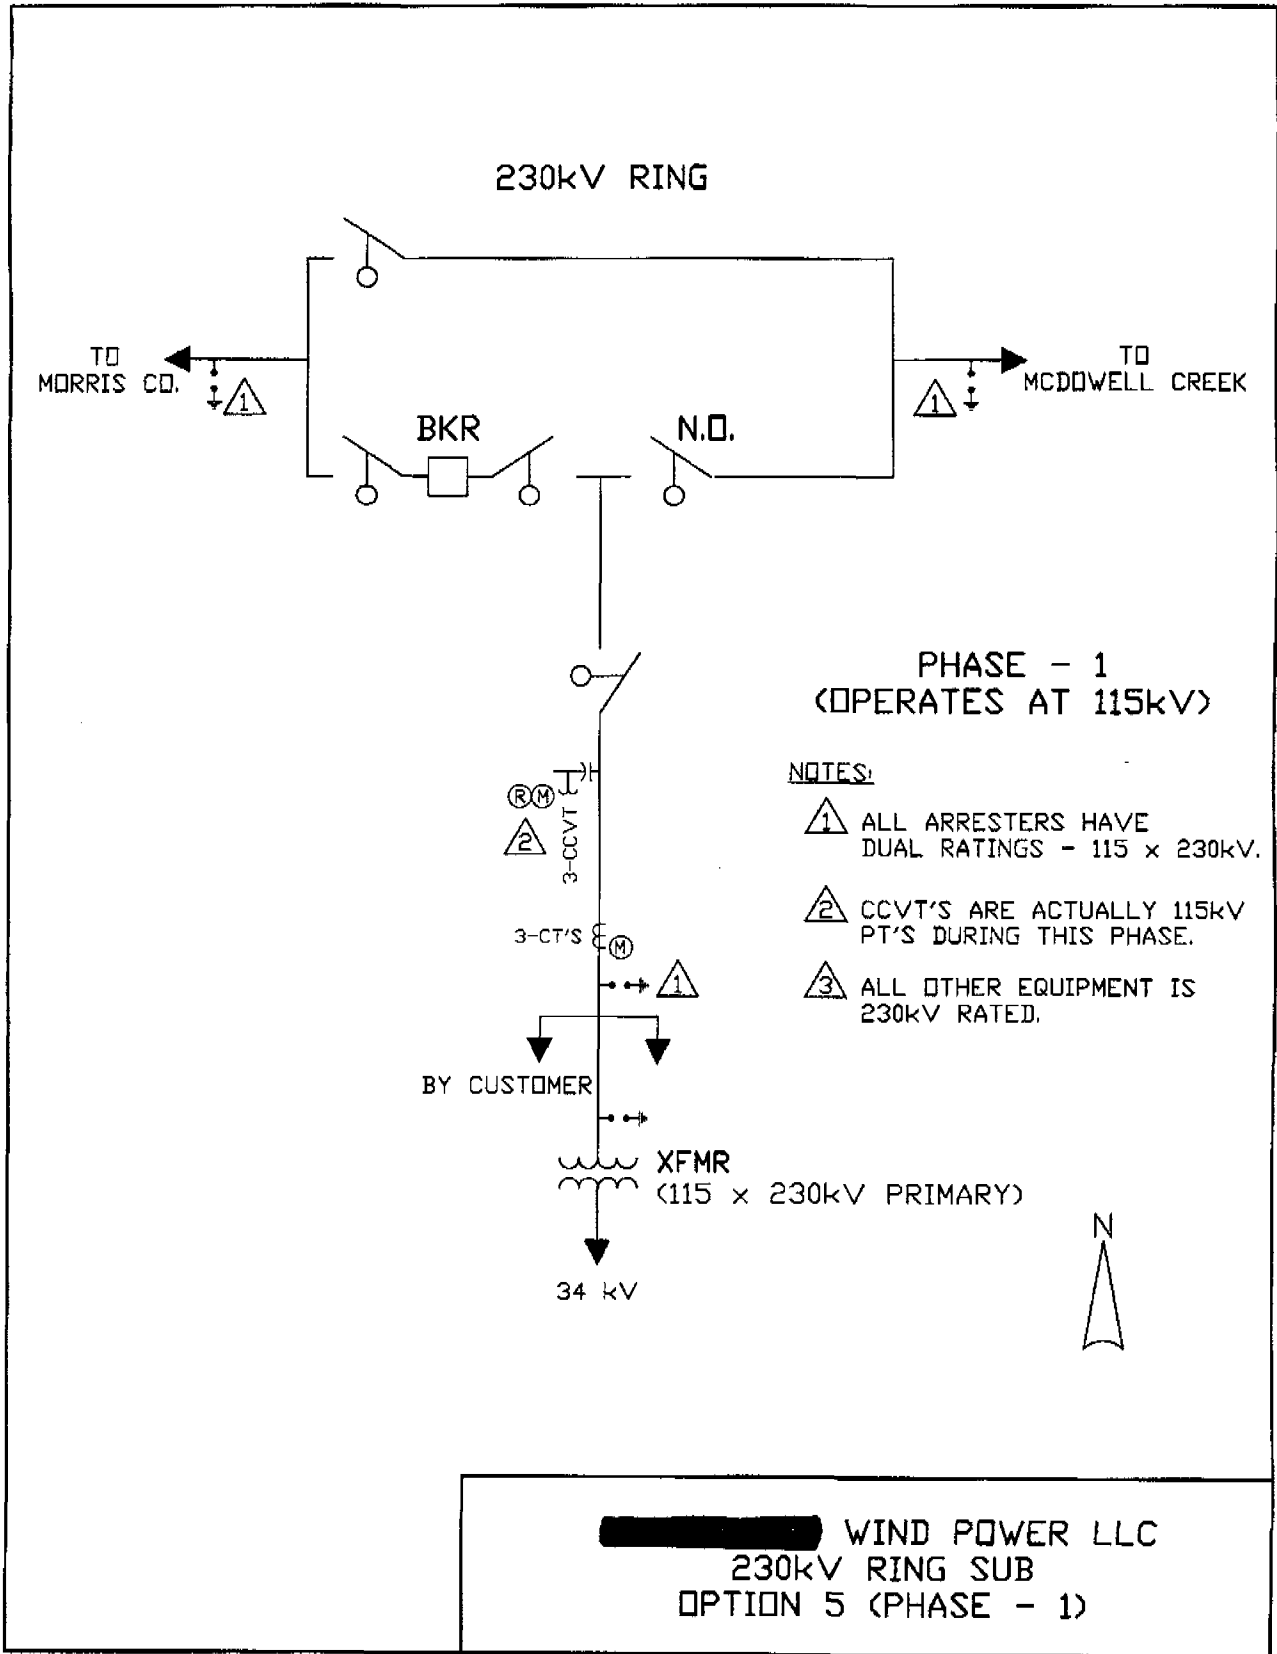 230kV RING
TO
MORRIS CO.
1
1
TO
MCDOWELL CREEK
BKR
N.O.
PHASE - 1
(OPERATES AT 115kV)
NOTES:
1 ALL ARRESTERS HAVE
DUAL RATINGS - 115 x 230kV.
2 CCVT'S ARE ACTUALLY 115kV
PT'S DURING THIS PHASE.
3 ALL OTHER EQUIPMENT IS
230kV RATED.
R M
2
3-CCVT
3-CT'S
M
1
BY CUSTOMER
XFMR
(115 x 230kV PRIMARY)
34 kV
N
WIND POWER LLC
230kV RING SUB
OPTION 5 (PHASE - 1)